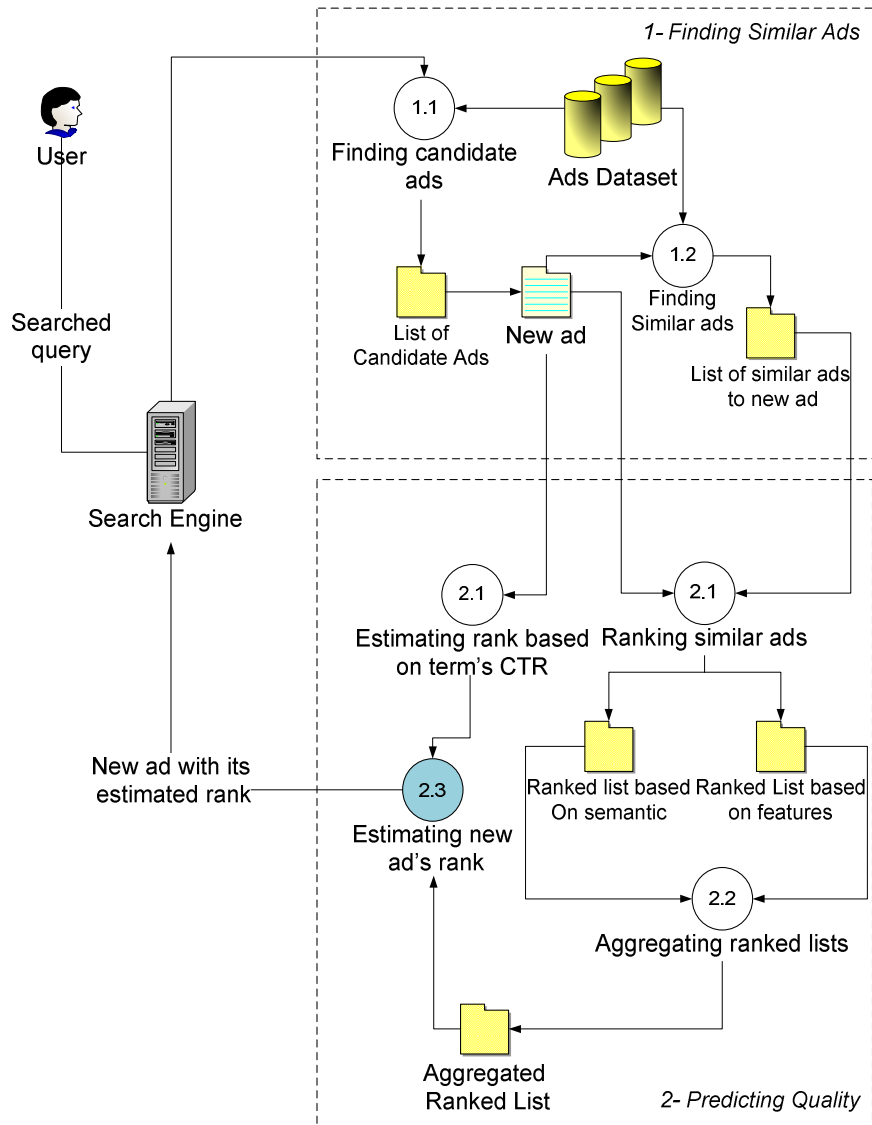 1- Finding Similar Ads
1.1
Finding candidate
ads
Ads Dataset
User
1.2
Finding
Similar ads
List of
Candidate Ads
New ad
List of similar ads
to new ad
Searched
query
Search Engine
2.1
Estimating rank based
on term's CTR
2.1
Ranking similar ads
New ad with its
estimated rank
2.3
Estimating new
ad's rank
Ranked list based
On semantic
Ranked List based
on features
2.2
Aggregating ranked lists
Aggregated
Ranked List
2- Predicting Quality